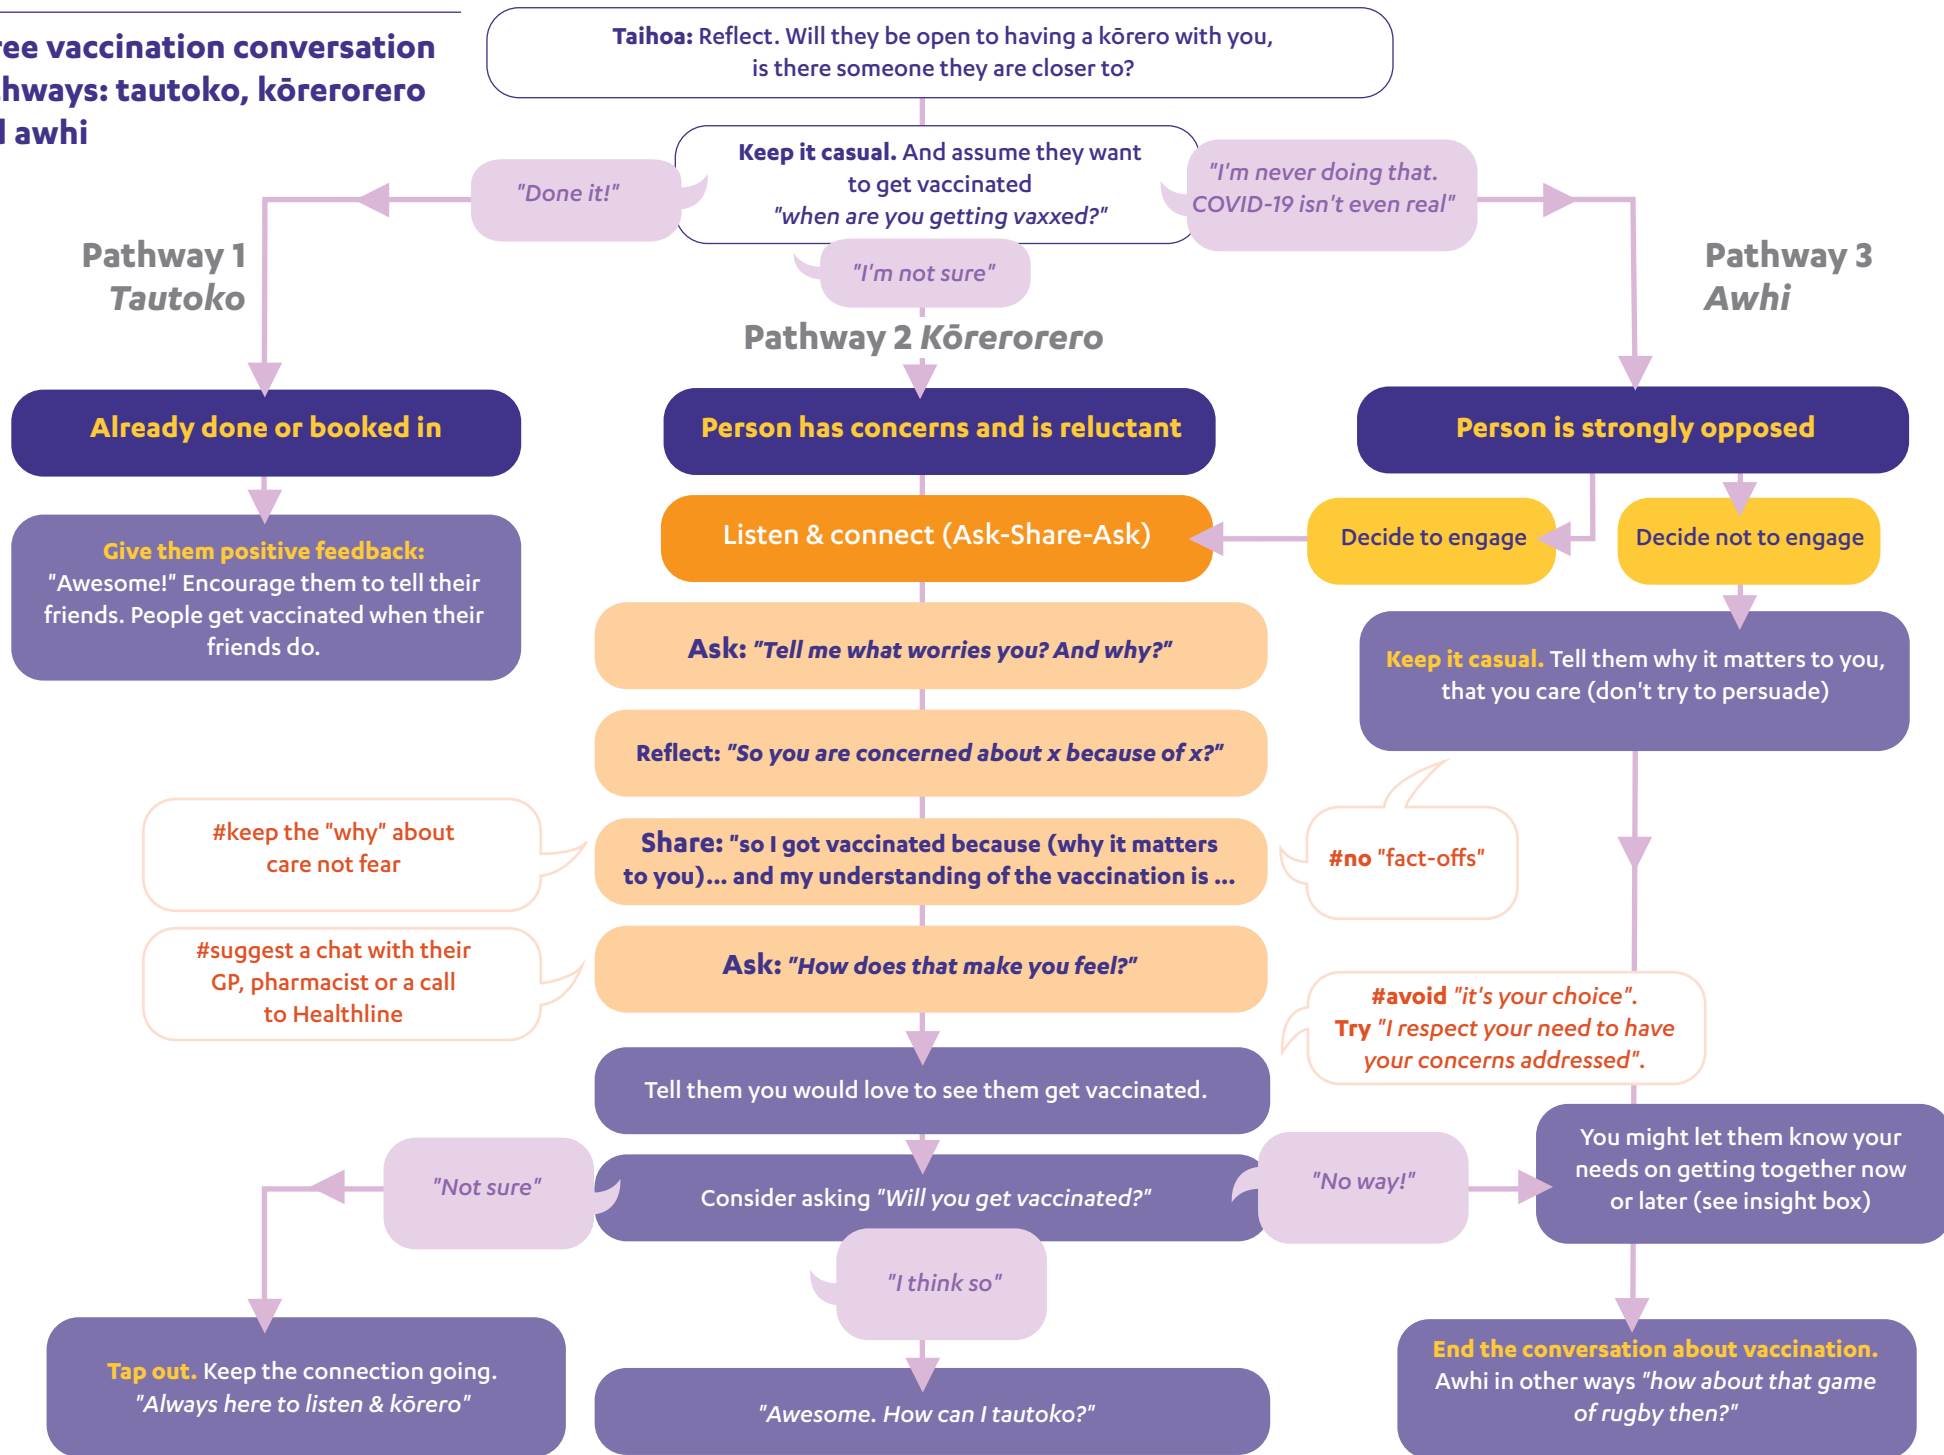 ree vaccination conversation
hways: tautoko, kōrerorero
awhi
Taihoa: Reflect. Will they be open to having a kōrero with you,
is there someone they are closer to?
Keep it casual. And assume they want
to get vaccinated
"when are you getting vaxxed?"
"Done it!"
"I'm never doing that.
COVID-19 isn't even real"
"I'm not sure"
Pathway 1
Tautoko
Pathway 2 Kōrerorero
Pathway 3
Awhi
Already done or booked in
Person has concerns and is reluctant
Person is strongly opposed
Give them positive feedback:
"Awesome!" Encourage them to tell their
friends. People get vaccinated when their
friends do.
Listen & connect (Ask-Share-Ask)
Decide to engage
Decide not to engage
Ask: "Tell me what worries you? And why?"
Keep it casual. Tell them why it matters to you,
that you care (don't try to persuade)
Reflect: "So you are concerned about x because of x?"
#keep the "why" about
care not fear
Share: "so I got vaccinated because (why it matters
to you)... and my understanding of the vaccination is ...
#no "fact-offs"
#suggest a chat with their
GP, pharmacist or a call
to Healthline
Ask: "How does that make you feel?"
#avoid "it's your choice".
Try "I respect your need to have
your concerns addressed".
Tell them you would love to see them get vaccinated.
You might let them know your
needs on getting together now
or later (see insight box)
"Not sure"
Consider asking "Will you get vaccinated?"
"No way!"
"I think so"
Tap out. Keep the connection going.
"Always here to listen & kōrero"
"Awesome. How can I tautoko?"
End the conversation about vaccination.
Awhi in other ways "how about that game
of rugby then?"